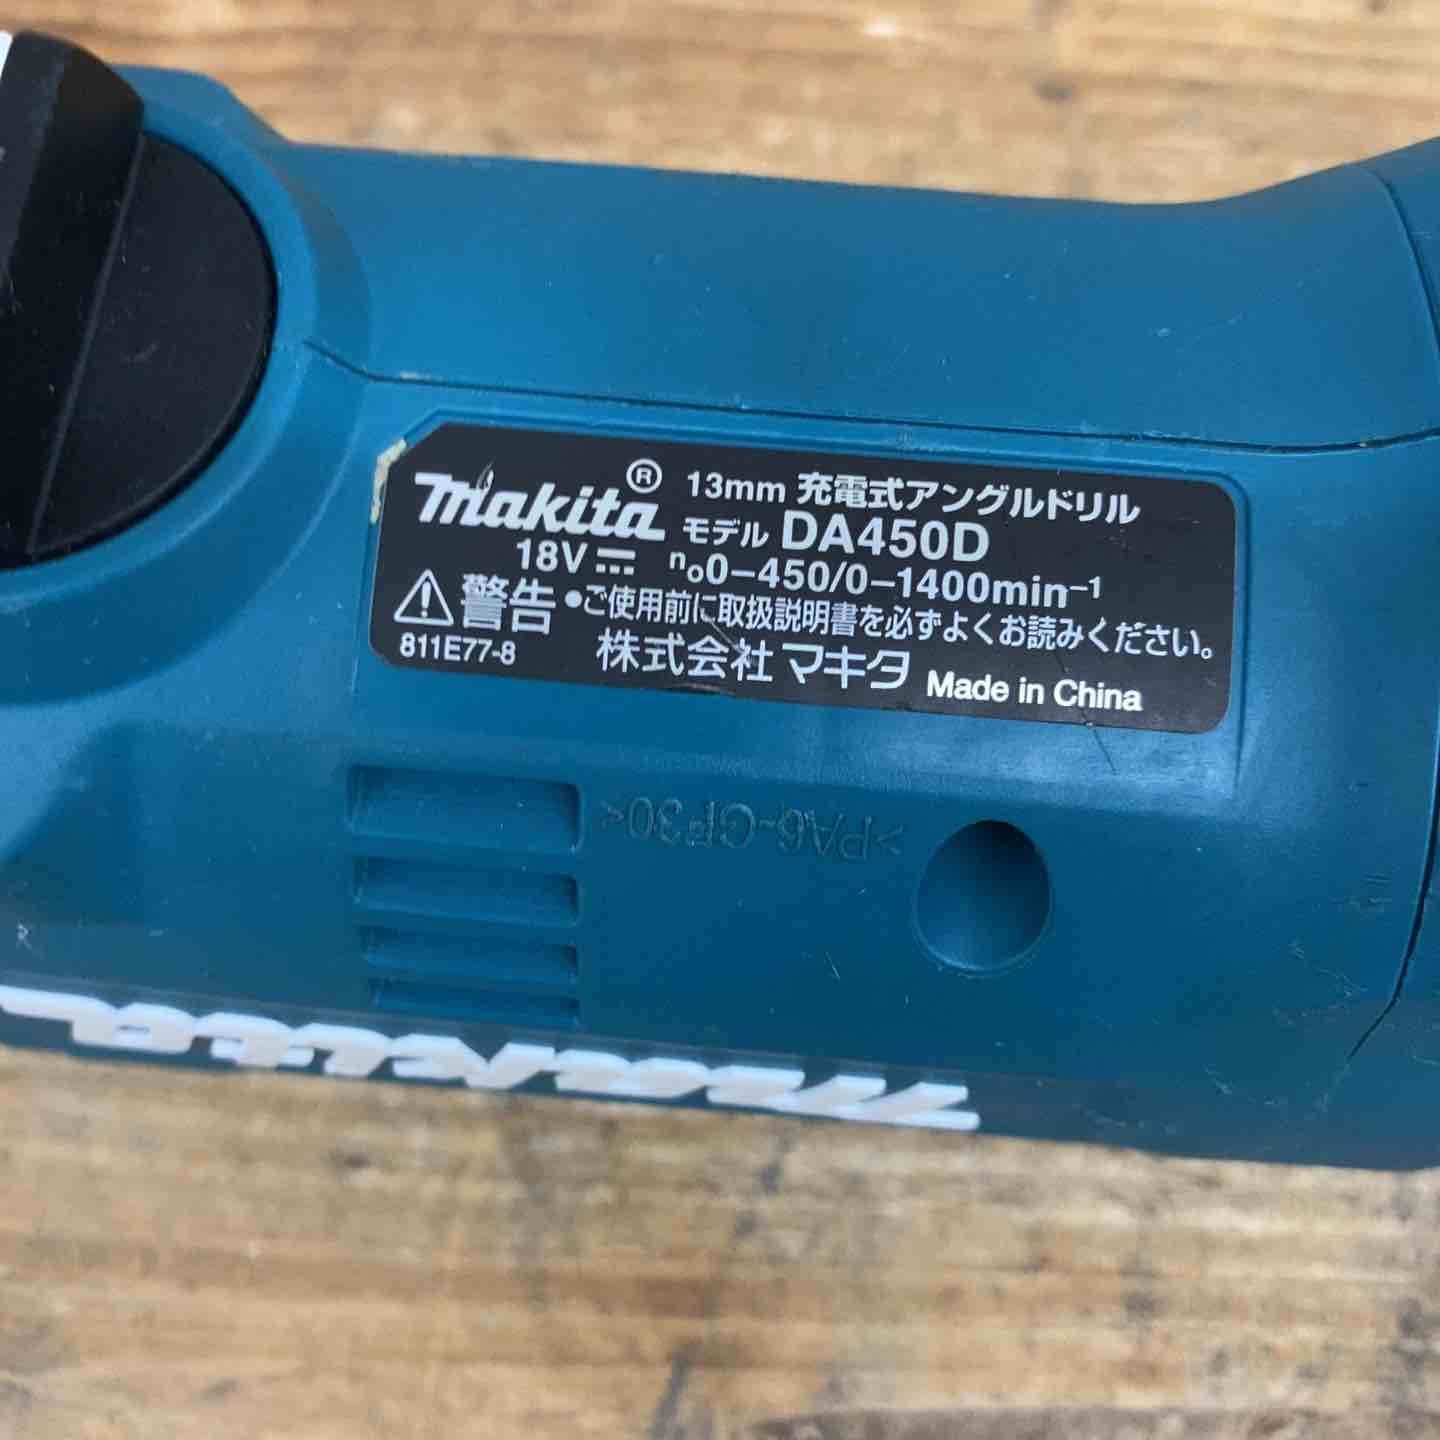 makita® 13mm 充電式アングルドリル
モデル DA450D
18V⎓ n₀0-450/0-1400min⁻¹
警告 •ご使用前に取扱説明書を必ずよくお読みください。
811E77-8 株式会社マキタ Made in China
>PA6-GF30<
makita